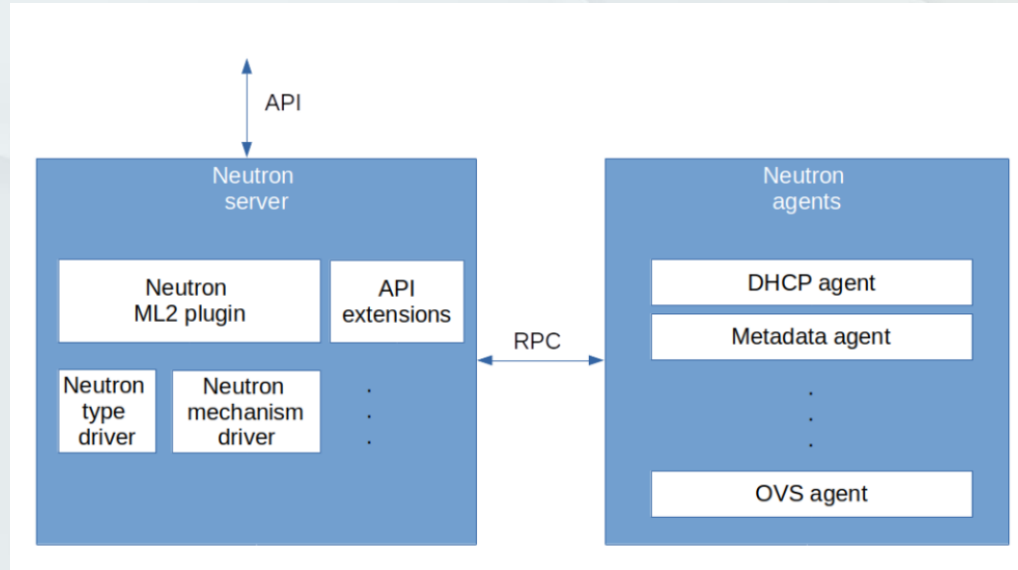 API
Neutron
server
Neutron
ML2 plugin
API
extensions
Neutron
type
driver
Neutron
mechanism
driver
.
.
.
RPC
Neutron
agents
DHCP agent
Metadata agent
.
.
.
OVS agent